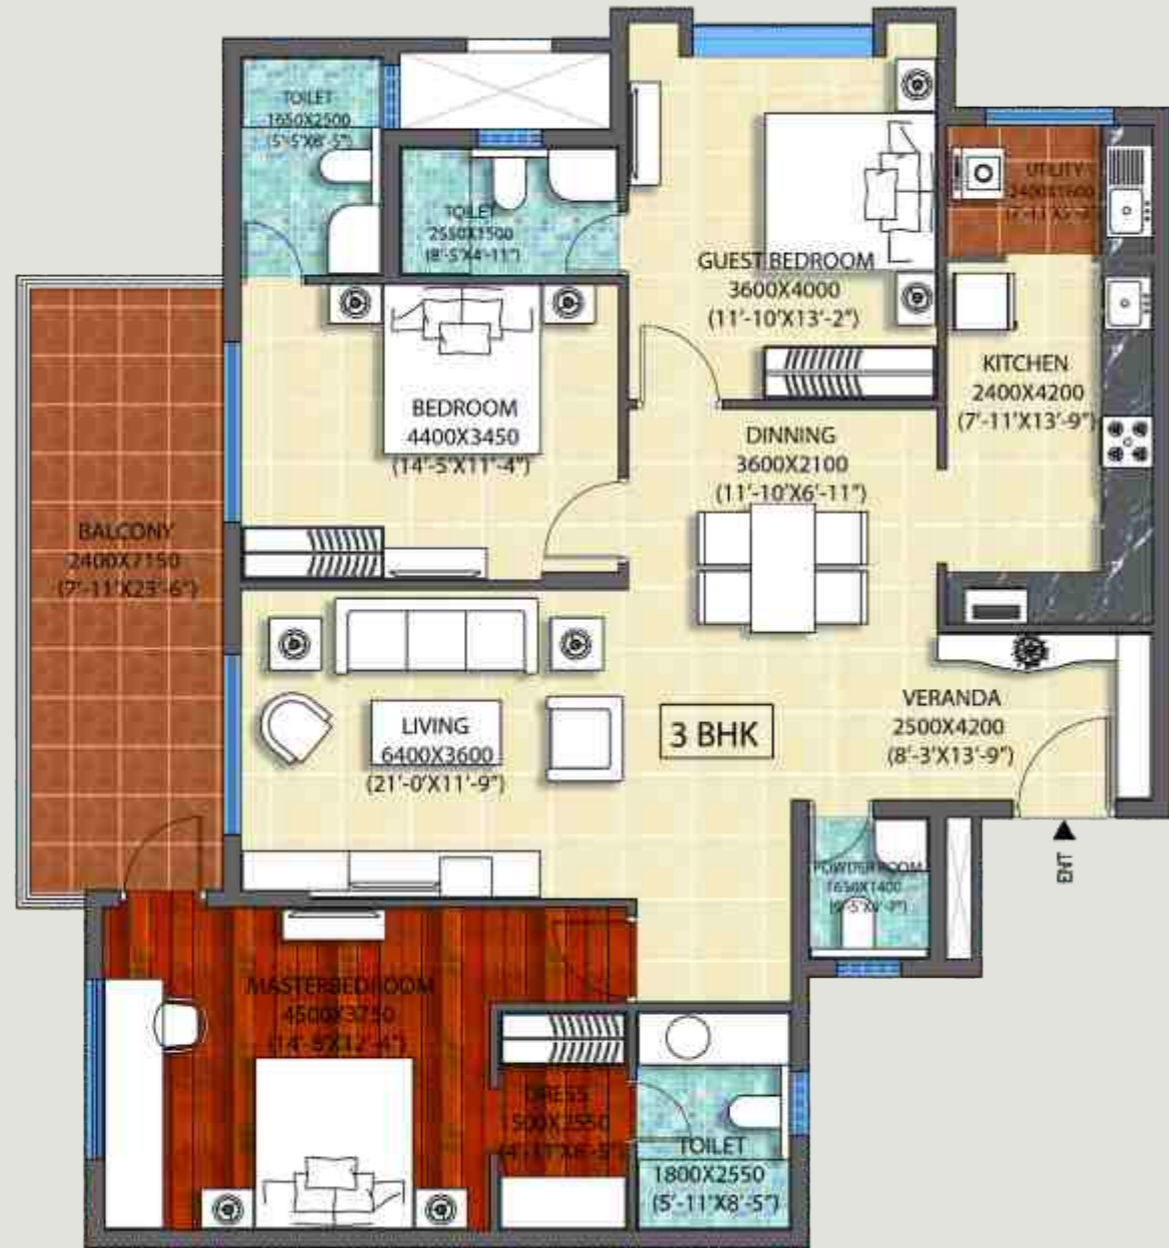 TOILET
1650X2500
(5'-5"X8'-5")
TOILET
2550X1500
(8'-5"X4'-11")
GUEST BEDROOM
3600X4000
(11'-10'X13'-2")
UTILITY
2400X1600
KITCHEN
2400X4200
(7'-11'X13'-9")
BEDROOM
4400X3450
(14'-5"X11'-4")
DINNING
3600X2100
(11'-10'X6'-11")
BALCONY
2400X7150
(7'-11'X23'-6")
LIVING
6400X3600
(21'-0'X11'-9")
3 BHK
VERANDA
2500X4200
(8'-3"X13'-9")
ENT
POWDER ROOM
1650X1400
MASTERBEDROOM
4500X3750
DRESS
1500X2550
TOILET
1800X2550
(5'-11"X8'-5")